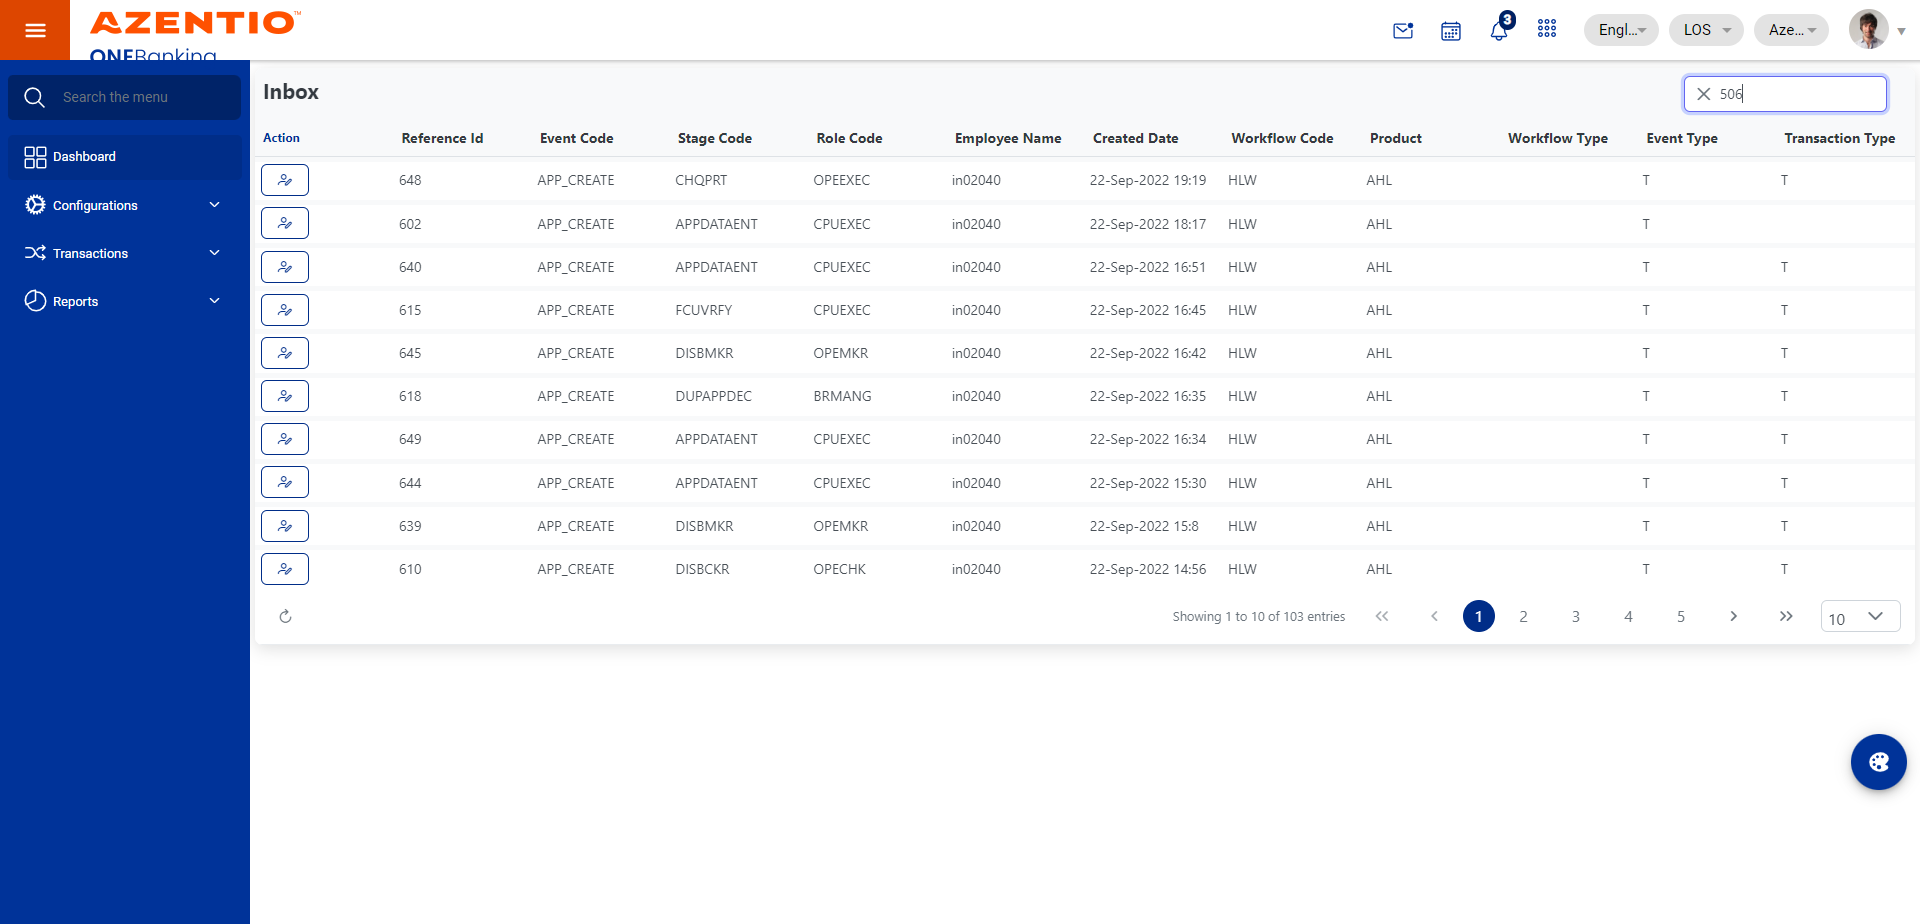 AZENTIO™
ONEBanking
3
Engl...
LOS
Aze...
Search the menu
Dashboard
Configurations
Transactions
Reports
Inbox
506
Action Reference Id Event Code Stage Code Role Code Employee Name Created Date Workflow Code Product Workflow Type Event Type Transaction Type
648 APP_CREATE CHQPRT OPEEXEC in02040 22-Sep-2022 19:19 HLW AHL T T
602 APP_CREATE APPDATAENT CPUEXEC in02040 22-Sep-2022 18:17 HLW AHL T
640 APP_CREATE APPDATAENT CPUEXEC in02040 22-Sep-2022 16:51 HLW AHL T T
615 APP_CREATE FCUVRFY CPUEXEC in02040 22-Sep-2022 16:45 HLW AHL T T
645 APP_CREATE DISBMKR OPEMKR in02040 22-Sep-2022 16:42 HLW AHL T T
618 APP_CREATE DUPAPPDEC BRMANG in02040 22-Sep-2022 16:35 HLW AHL T T
649 APP_CREATE APPDATAENT CPUEXEC in02040 22-Sep-2022 16:34 HLW AHL T T
644 APP_CREATE APPDATAENT CPUEXEC in02040 22-Sep-2022 15:30 HLW AHL T T
639 APP_CREATE DISBMKR OPEMKR in02040 22-Sep-2022 15:8 HLW AHL T T
610 APP_CREATE DISBCKR OPECHK in02040 22-Sep-2022 14:56 HLW AHL T T
Showing 1 to 10 of 103 entries 1 2 3 4 5 10